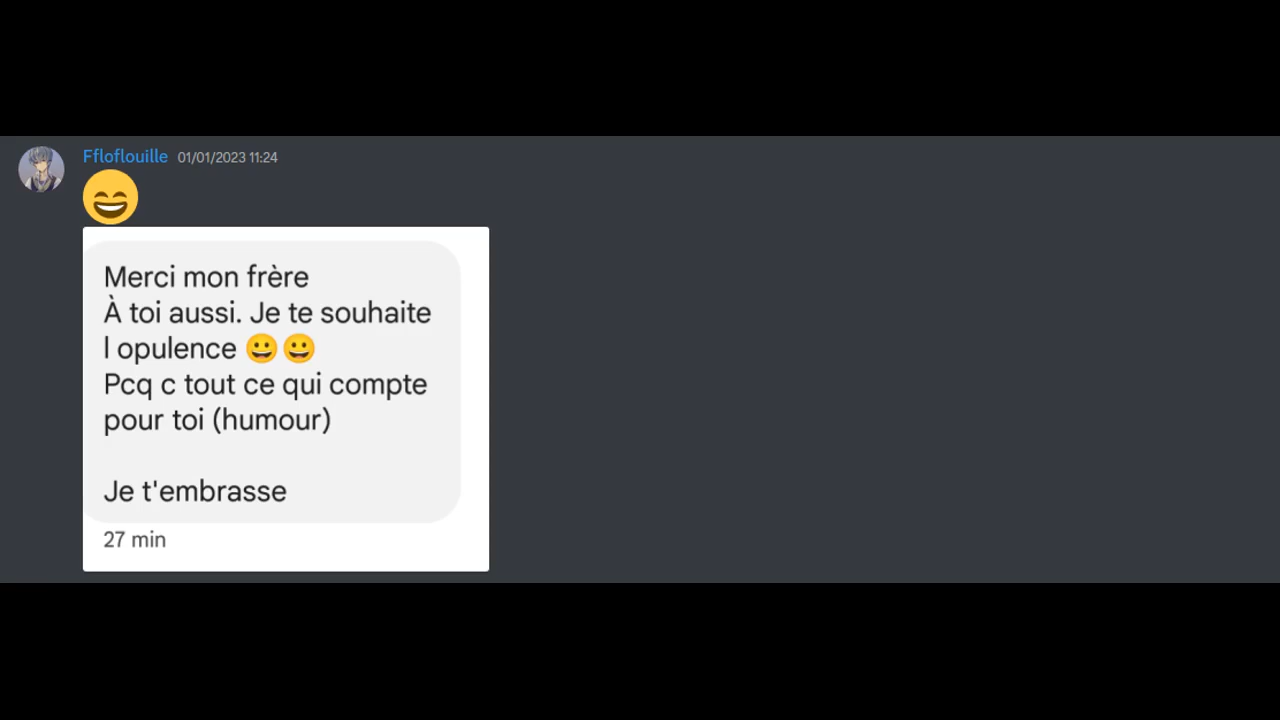 Ffloflouille 01/01/2023 11:24
😄
Merci mon frère
À toi aussi. Je te souhaite
l opulence 😀😀
Pcq c tout ce qui compte
pour toi (humour)
Je t'embrasse
27 min